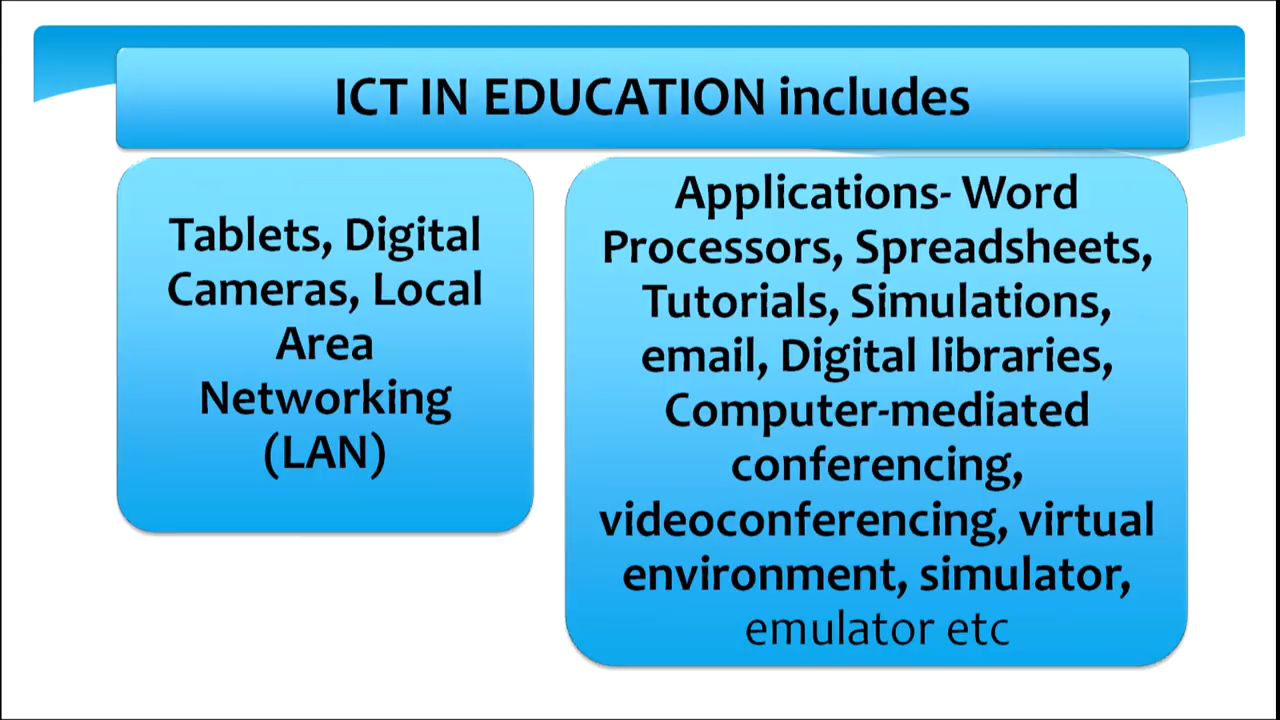 ICT IN EDUCATION includes
Tablets, Digital
Cameras, Local
Area
Networking
(LAN)
Applications- Word
Processors, Spreadsheets,
Tutorials, Simulations,
email, Digital libraries,
Computer-mediated
conferencing,
videoconferencing, virtual
environment, simulator,
emulator etc